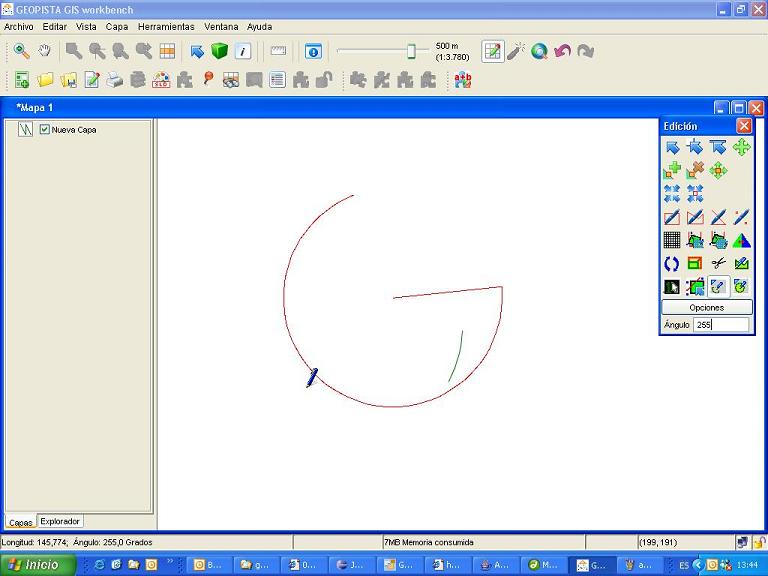 GEOPISTA GIS workbench
Archivo Editar Vista Capa Herramientas Ventana Ayuda
500 m
(1:3.780)
SLD
*Mapa 1
Edición
Nueva Capa
Opciones
Ángulo 255
Capas Explorador
Longitud: 145,774; Ángulo: 255,0 Grados 7MB Memoria consumida (199, 191)
Inicio B... g... 0... J... G... h... A... M... G... a... ES 13:44